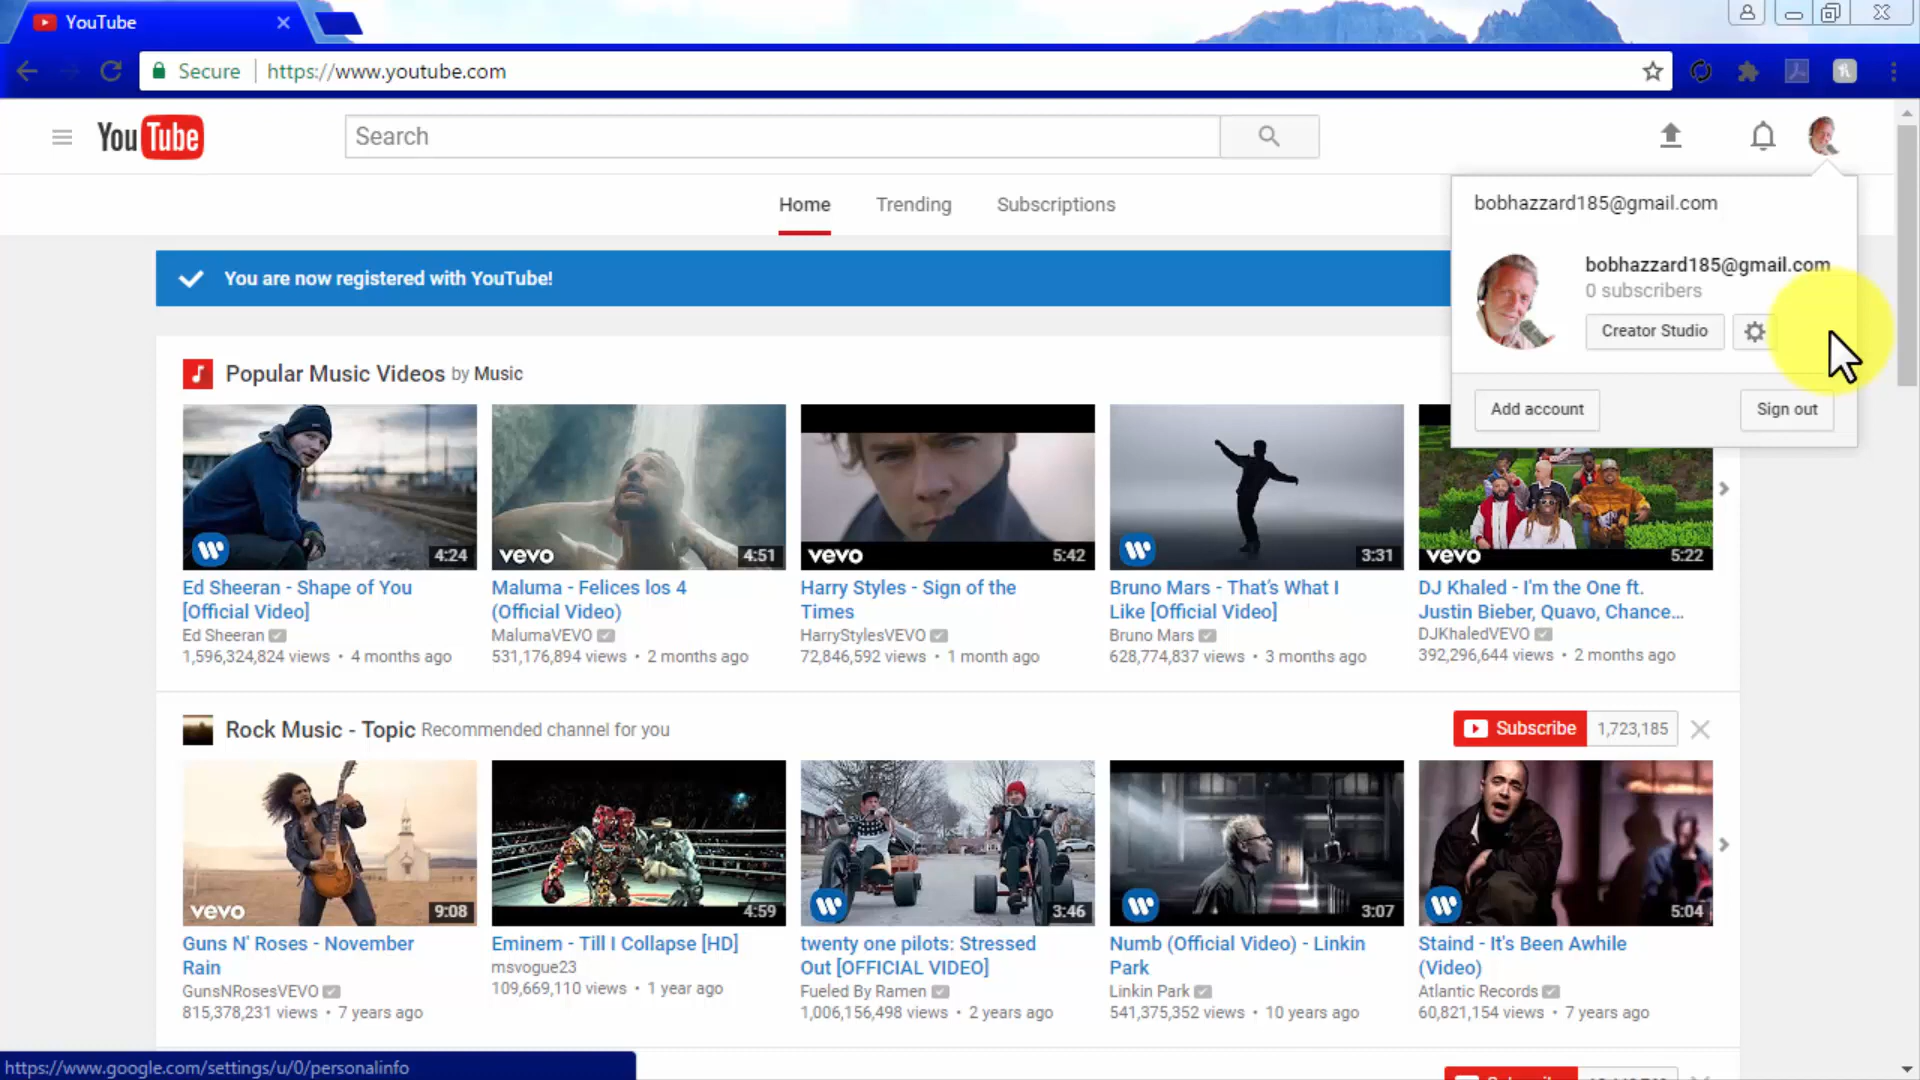 YouTube
Secure
https://www.youtube.com
YouTube
Search
Home
Trending
Subscriptions
bobhazzard185@gmail.com
bobhazzard185@gmail.com
0 subscribers
Creator Studio
Add account
Sign out
You are now registered with YouTube!
Popular Music Videos by Music
4:24
vevo
4:51
vevo
5:42
3:31
vevo
5:22
Ed Sheeran - Shape of You
[Official Video]
Ed Sheeran
1,596,324,824 views • 4 months ago
Maluma - Felices los 4
(Official Video)
MalumaVEVO
531,176,894 views • 2 months ago
Harry Styles - Sign of the
Times
HarryStylesVEVO
72,846,592 views • 1 month ago
Bruno Mars - That's What I
Like [Official Video]
Bruno Mars
628,774,837 views • 3 months ago
DJ Khaled - I'm the One ft.
Justin Bieber, Quavo, Chance...
DJKhaledVEVO
392,296,644 views • 2 months ago
Rock Music - Topic Recommended channel for you
Subscribe
1,723,185
vevo
9:08
4:59
3:46
3:07
5:04
Guns N' Roses - November
Rain
GunsNRosesVEVO
815,378,231 views • 7 years ago
Eminem - Till I Collapse [HD]
msvogue23
109,669,110 views • 1 year ago
twenty one pilots: Stressed
Out [OFFICIAL VIDEO]
Fueled By Ramen
1,006,156,498 views • 2 years ago
Numb (Official Video) - Linkin
Park
Linkin Park
541,375,352 views • 10 years ago
Staind - It's Been Awhile
(Video)
Atlantic Records
60,821,154 views • 7 years ago
https://www.google.com/settings/u/0/personalinfo